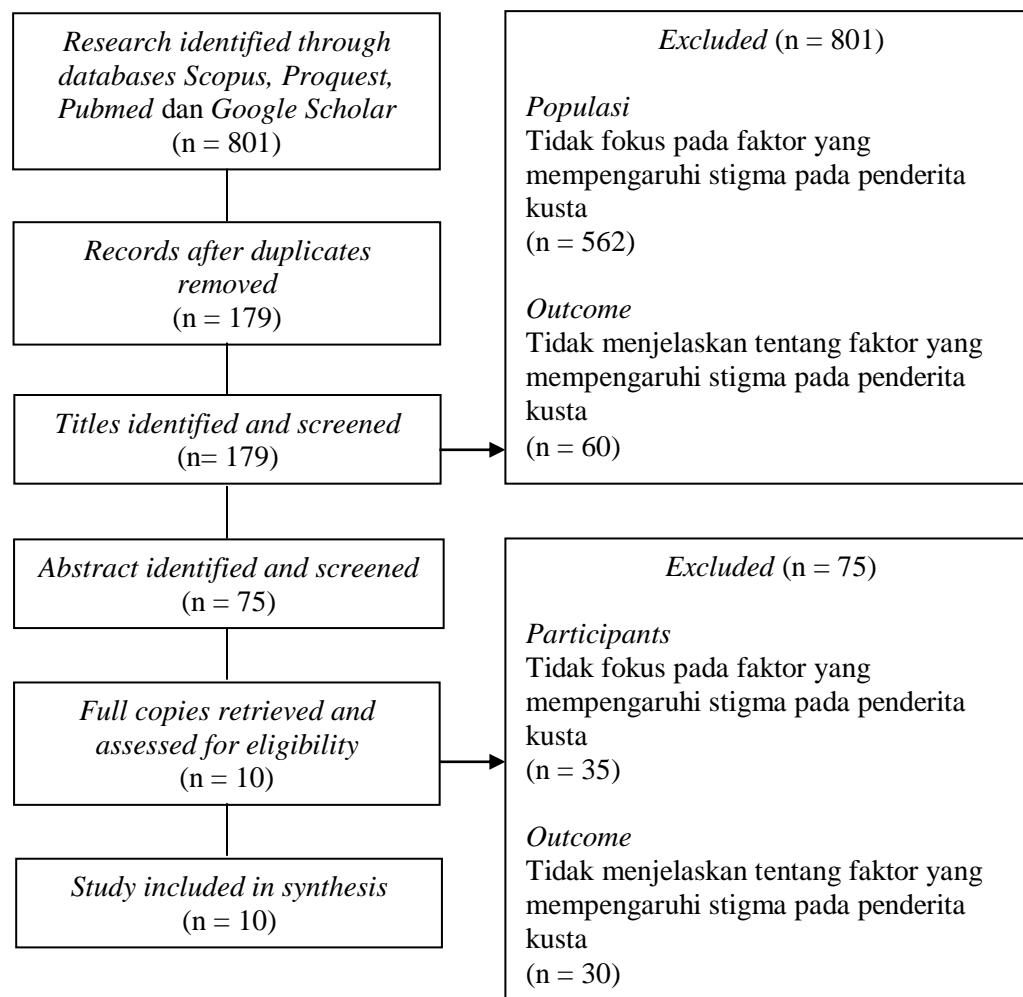 Research identified through
databases Scopus, Proquest,
Pubmed dan Google Scholar
(n = 801)
Records after duplicates
removed
(n = 179)
Titles identified and screened
(n= 179)
Abstract identified and screened
(n = 75)
Full copies retrieved and
assessed for eligibility
(n = 10)
Study included in synthesis
(n = 10)
Excluded (n = 801)
Populasi
Tidak fokus pada faktor yang
mempengaruhi stigma pada penderita
kusta
(n = 562)
Outcome
Tidak menjelaskan tentang faktor yang
mempengaruhi stigma pada penderita
kusta
(n = 60)
Excluded (n = 75)
Participants
Tidak fokus pada faktor yang
mempengaruhi stigma pada penderita
kusta
(n = 35)
Outcome
Tidak menjelaskan tentang faktor yang
mempengaruhi stigma pada penderita
kusta
(n = 30)